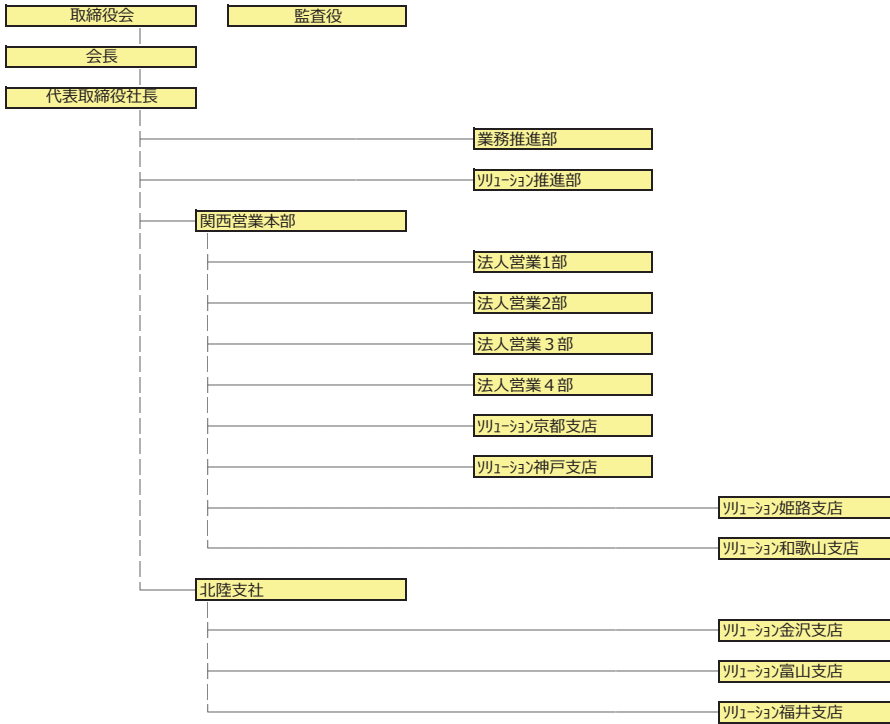 取締役会
監査役
会長
代表取締役社長
業務推進部
ｿﾘｭｰｼｮﾝ推進部
関西営業本部
法人営業1部
法人営業2部
法人営業３部
法人営業４部
ｿﾘｭｰｼｮﾝ京都支店
ｿﾘｭｰｼｮﾝ神戸支店
ｿﾘｭｰｼｮﾝ姫路支店
ｿﾘｭｰｼｮﾝ和歌山支店
北陸支社
ｿﾘｭｰｼｮﾝ金沢支店
ｿﾘｭｰｼｮﾝ富山支店
ｿﾘｭｰｼｮﾝ福井支店